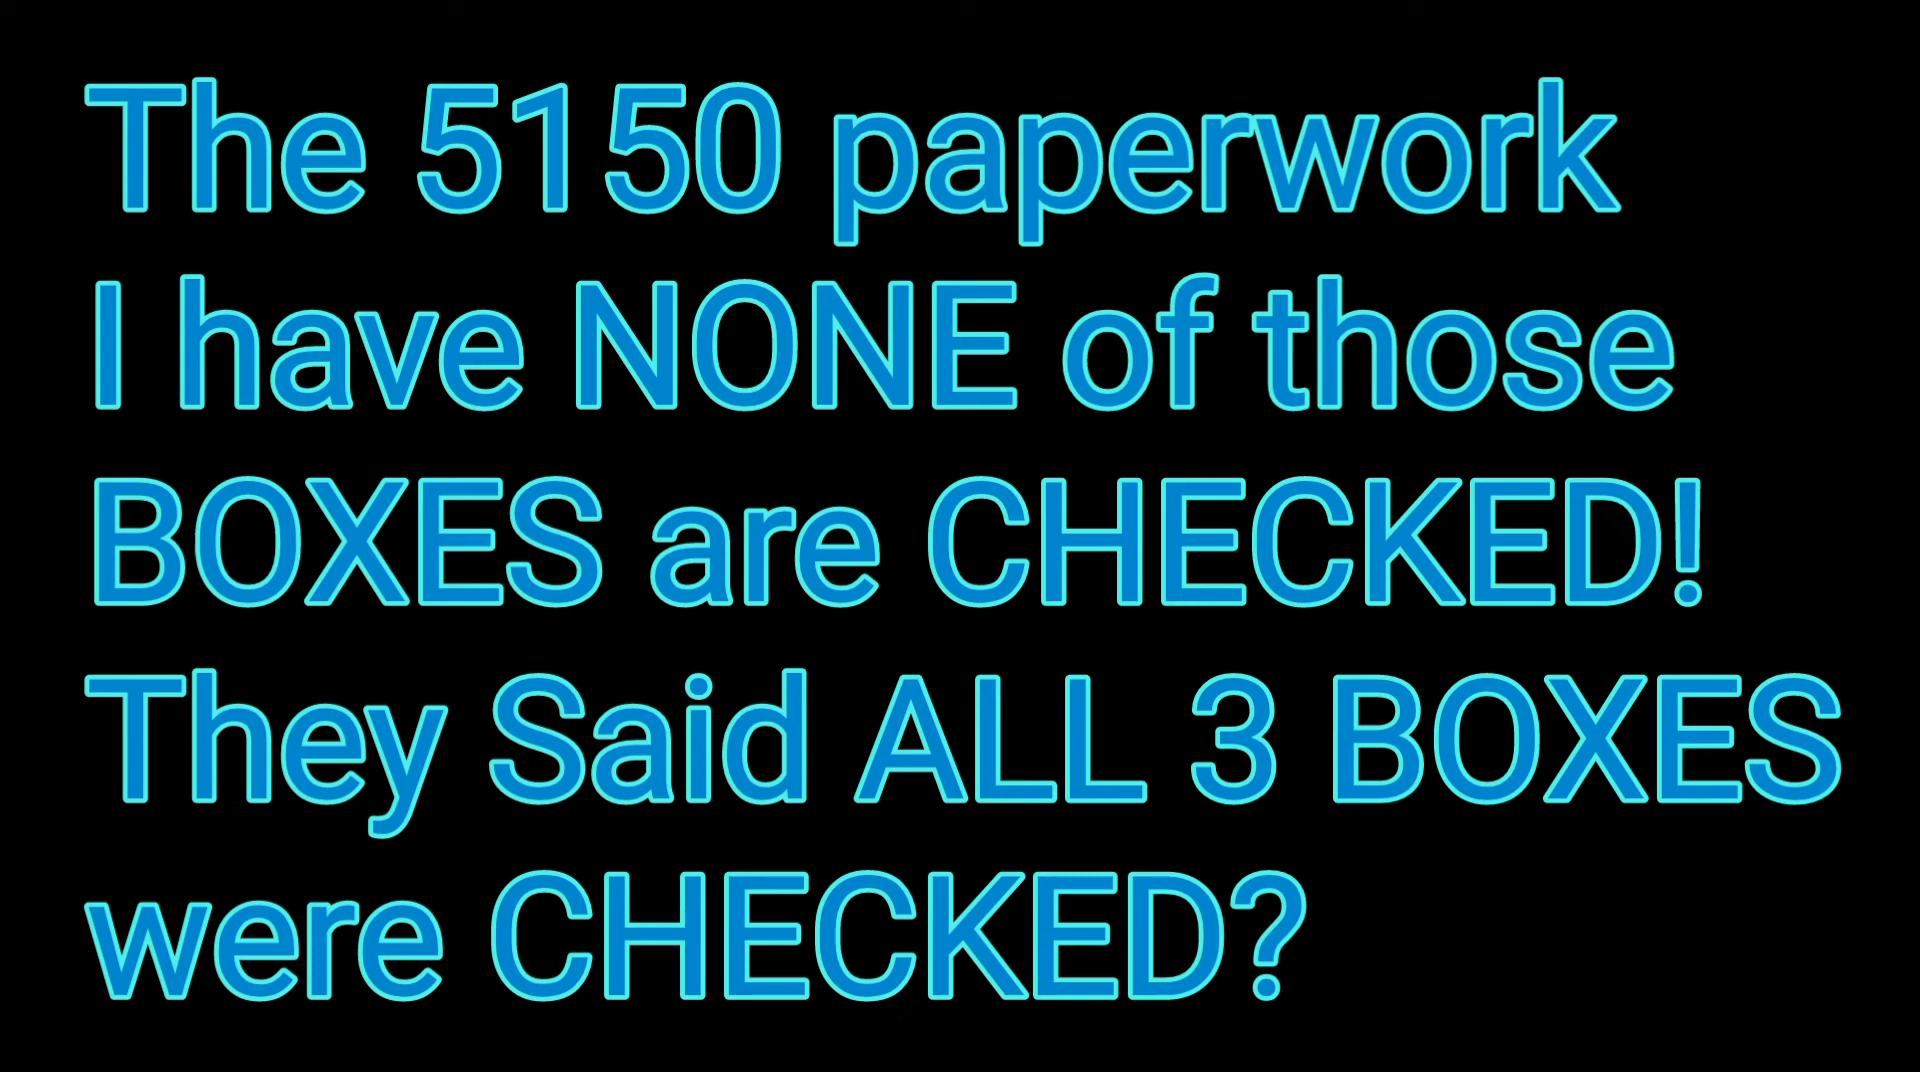 The 5150 paperwork
I have NONE of those
BOXES are CHECKED!
They Said ALL 3 BOXES
were CHECKED?